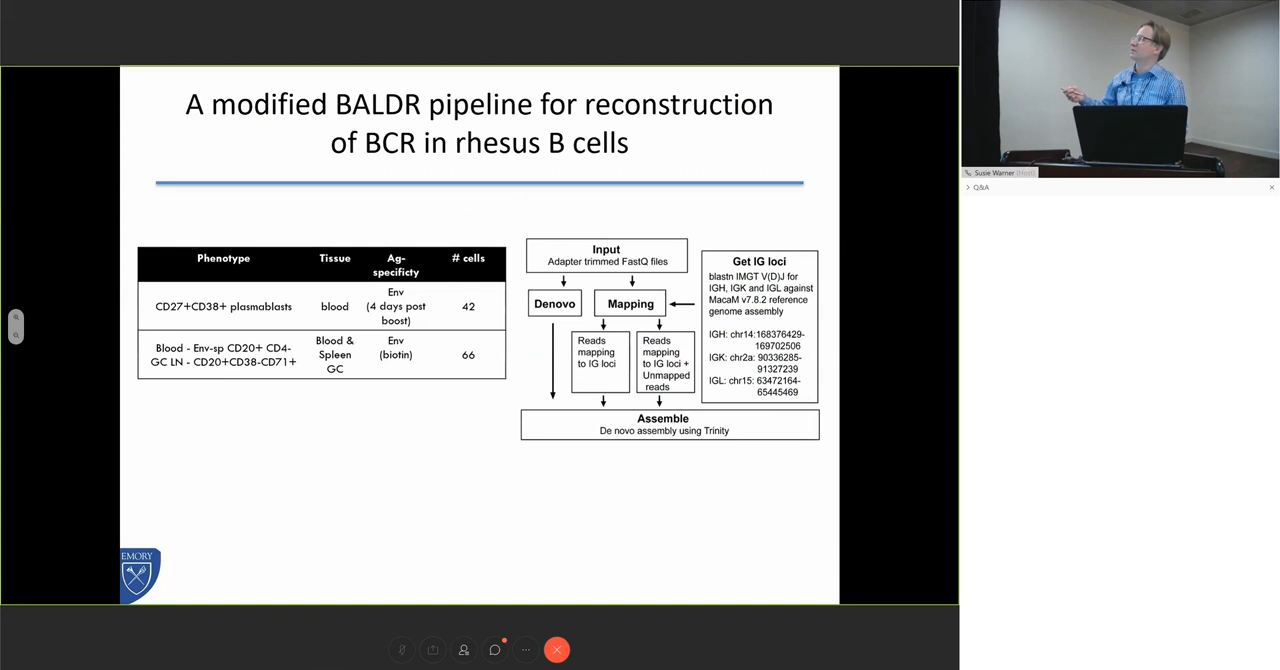 A modified BALDR pipeline for reconstruction
of BCR in rhesus B cells
Phenotype Tissue Ag-specificty # cells
CD27+CD38+ plasmablasts blood Env (4 days post boost) 42
Blood - Env-sp CD20+ CD4- GC LN - CD20+CD38-CD71+ Blood & Spleen GC Env (biotin) 66
Input
Adapter trimmed FastQ files
Denovo
Mapping
Reads
mapping
to IG loci
Reads
mapping
to IG loci +
Unmapped
reads
Get IG loci
blastn IMGT V(D)J for
IGH, IGK and IGL against
MacaM v7.8.2 reference
genome assembly
IGH: chr14:168376429-
169702506
IGK: chr2a: 90336285-
91327239
IGL: chr15: 63472164-
65445469
Assemble
De novo assembly using Trinity
EMORY
Susie Warner (Host)
Q&A